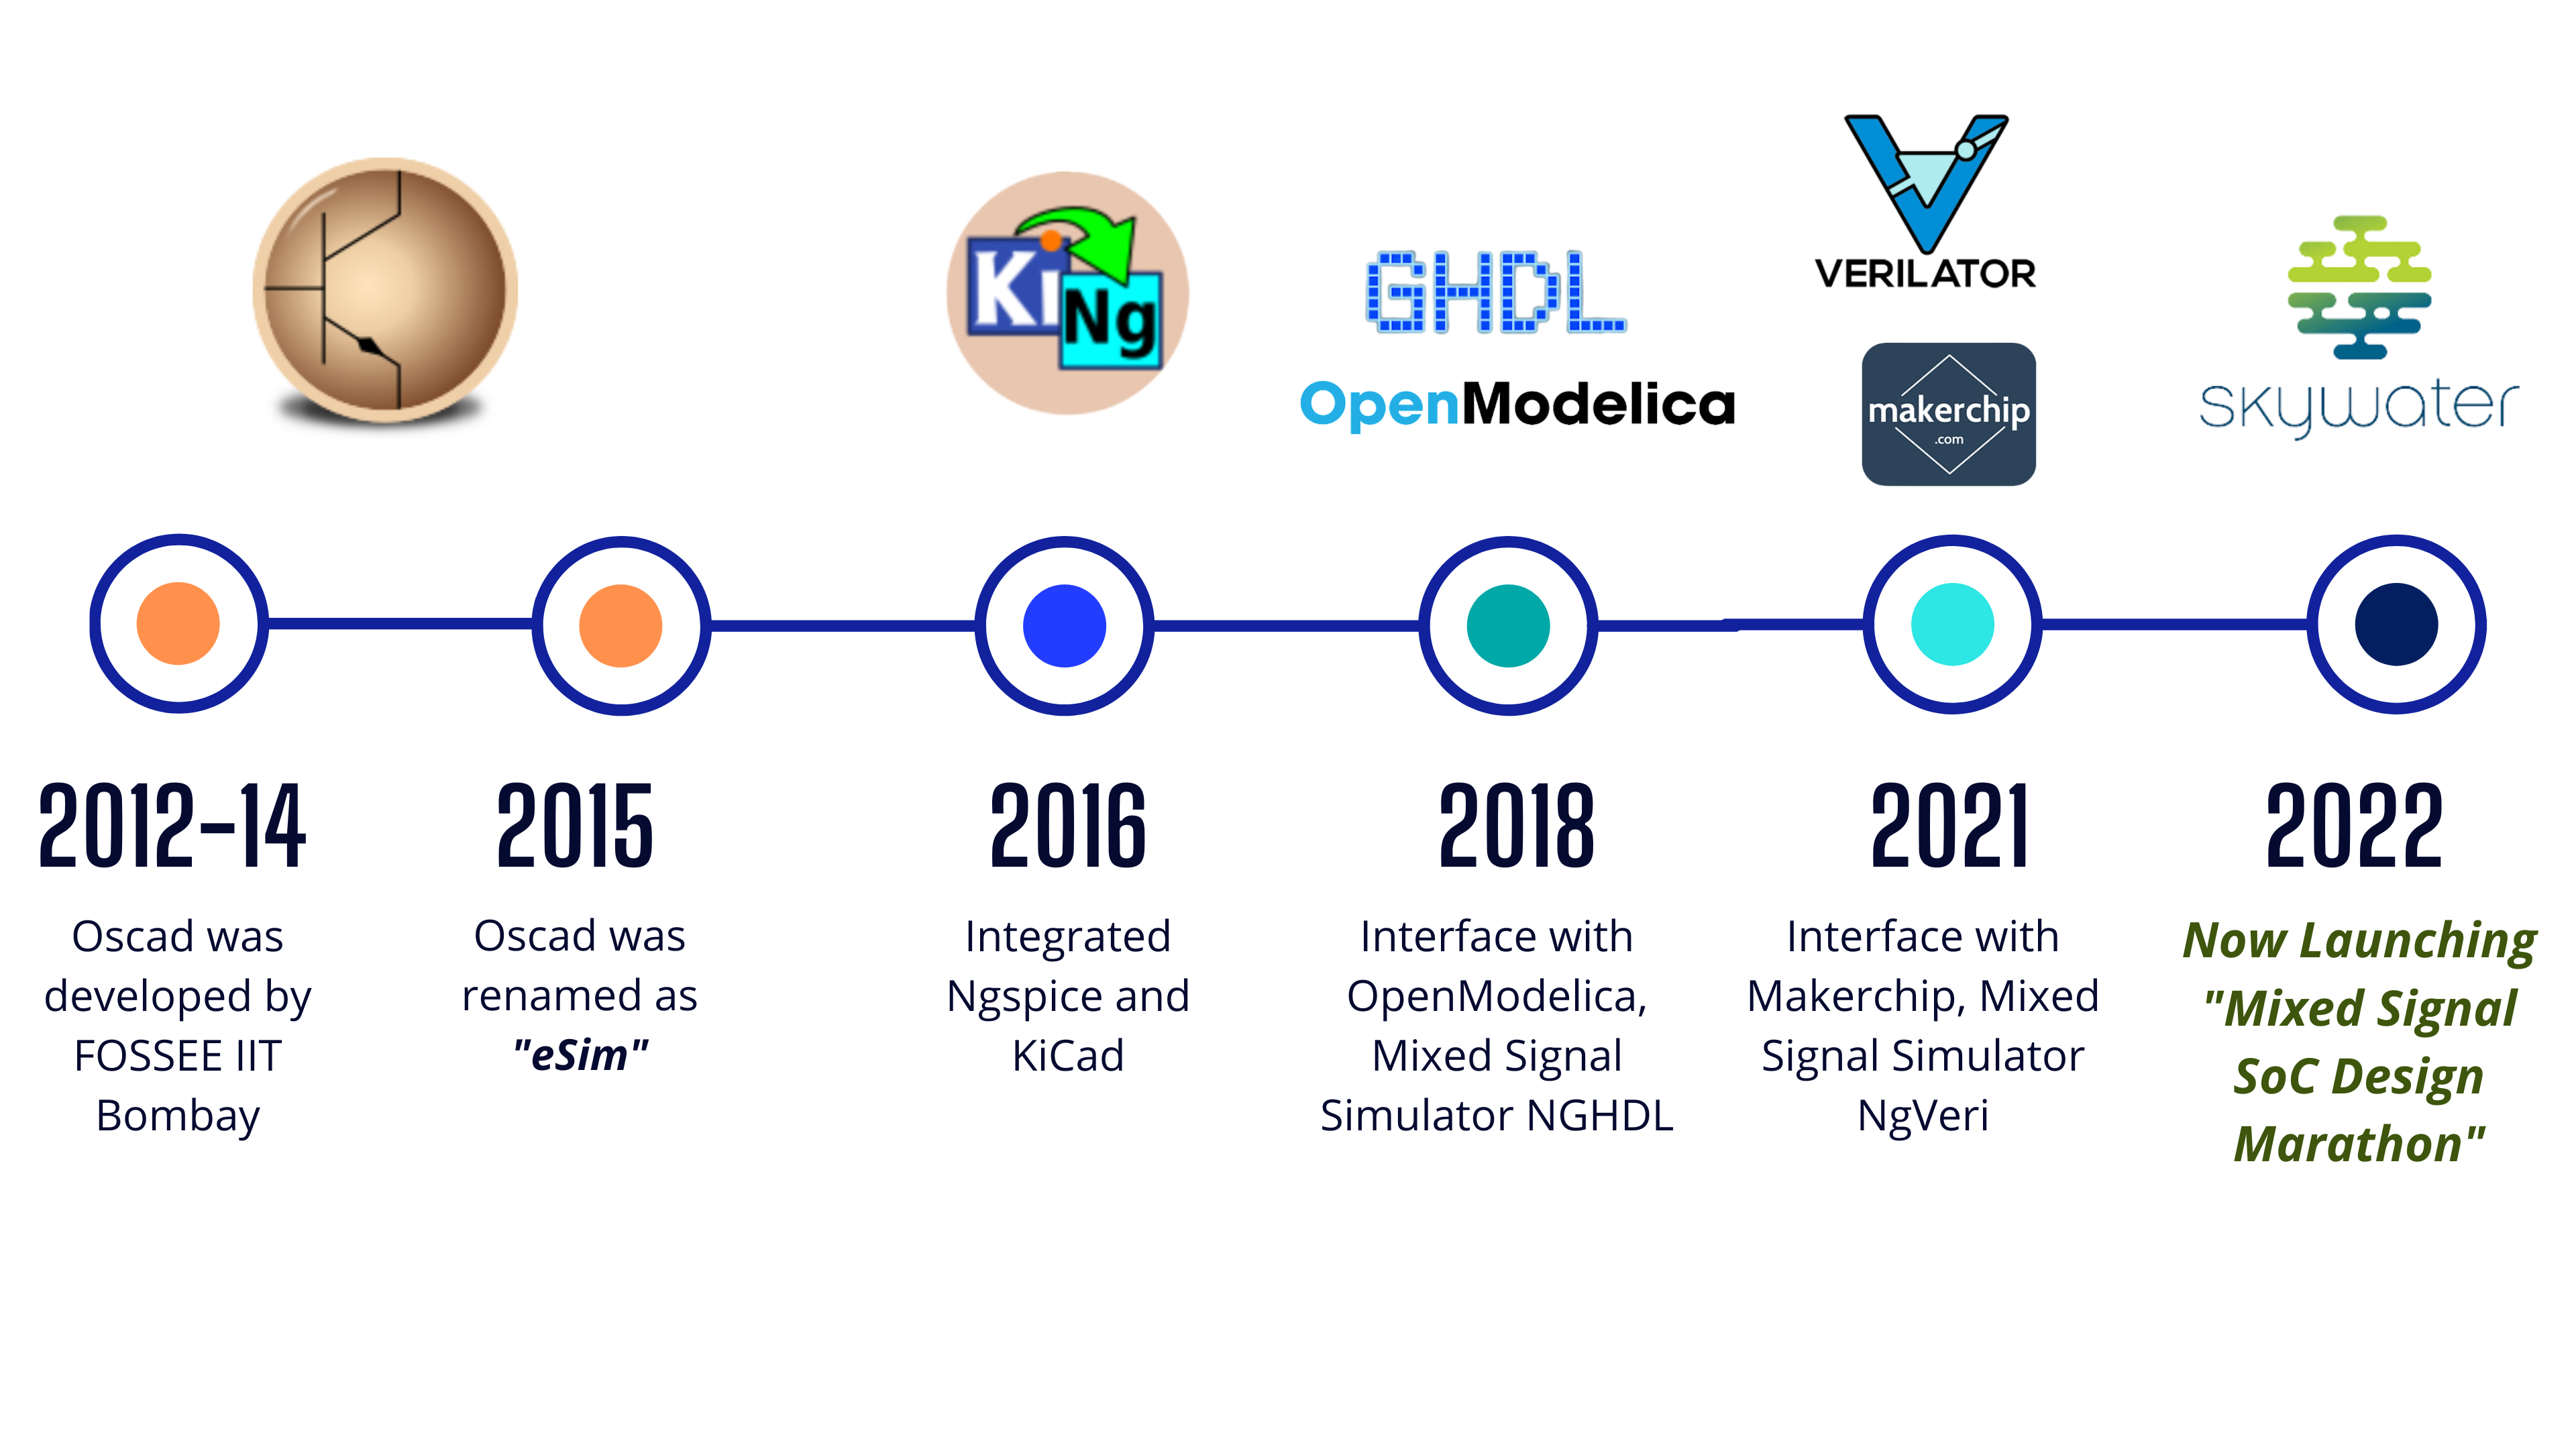 Ki
Ng
GHDL
OpenModelica
VERILATOR
makerchip
.com
skywater
2012-14
Oscad was
developed by
FOSSEE IIT
Bombay
2015
Oscad was
renamed as
"eSim"
2016
Integrated
Ngspice and
KiCad
2018
Interface with
OpenModelica,
Mixed Signal
Simulator NGHDL
2021
Interface with
Makerchip, Mixed
Signal Simulator
NgVeri
2022
Now Launching
"Mixed Signal
SoC Design
Marathon"